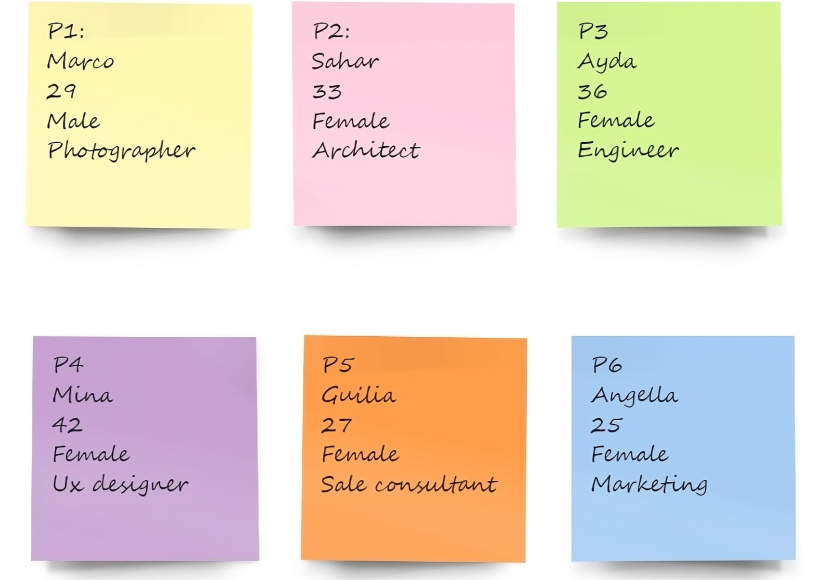 P1:
Marco
29
Male
Photographer
P2:
Sahar
33
Female
Architect
P3
Ayda
36
Female
Engineer
P4
Mina
42
Female
Ux designer
P5
Guilia
27
Female
Sale consultant
P6
Angella
25
Female
Marketing